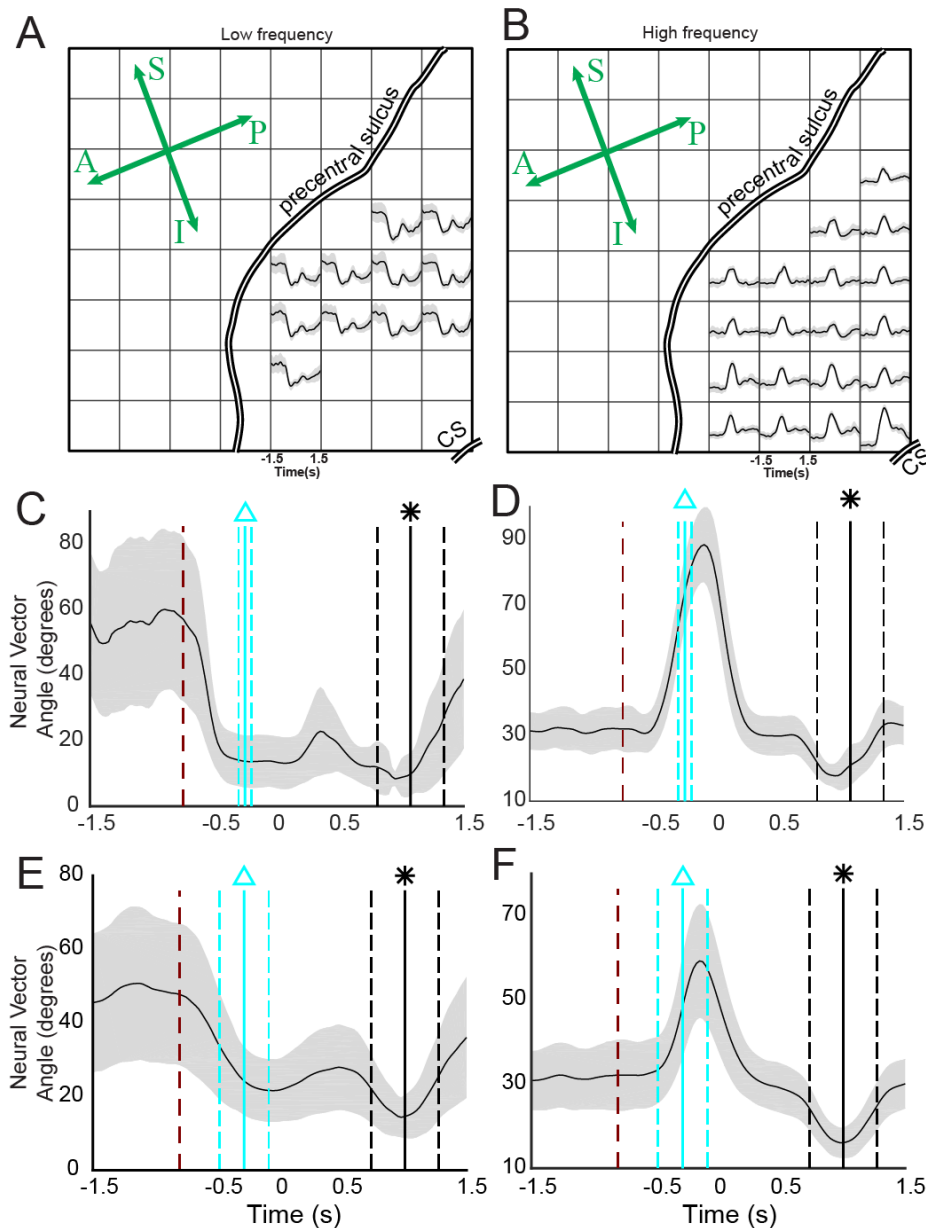 A
Low frequency
S
P
A
I
precentral sulcus
CS
-1.5 1.5
Time(s)
B
High frequency
S
P
A
I
precentral sulcus
CS
-1.5 1.5
Time(s)
C
Neural Vector
Angle (degrees)
80
60
40
20
0
-1.5 -0.5 0 0.5 1.5
D
90
70
50
30
10
-1.5 -0.5 0 0.5 1.5
E
Neural Vector
Angle (degrees)
80
60
40
20
0
-1.5 -0.5 0 0.5 1.5
Time (s)
F
70
50
30
10
-1.5 -0.5 0 0.5 1.5
Time (s)